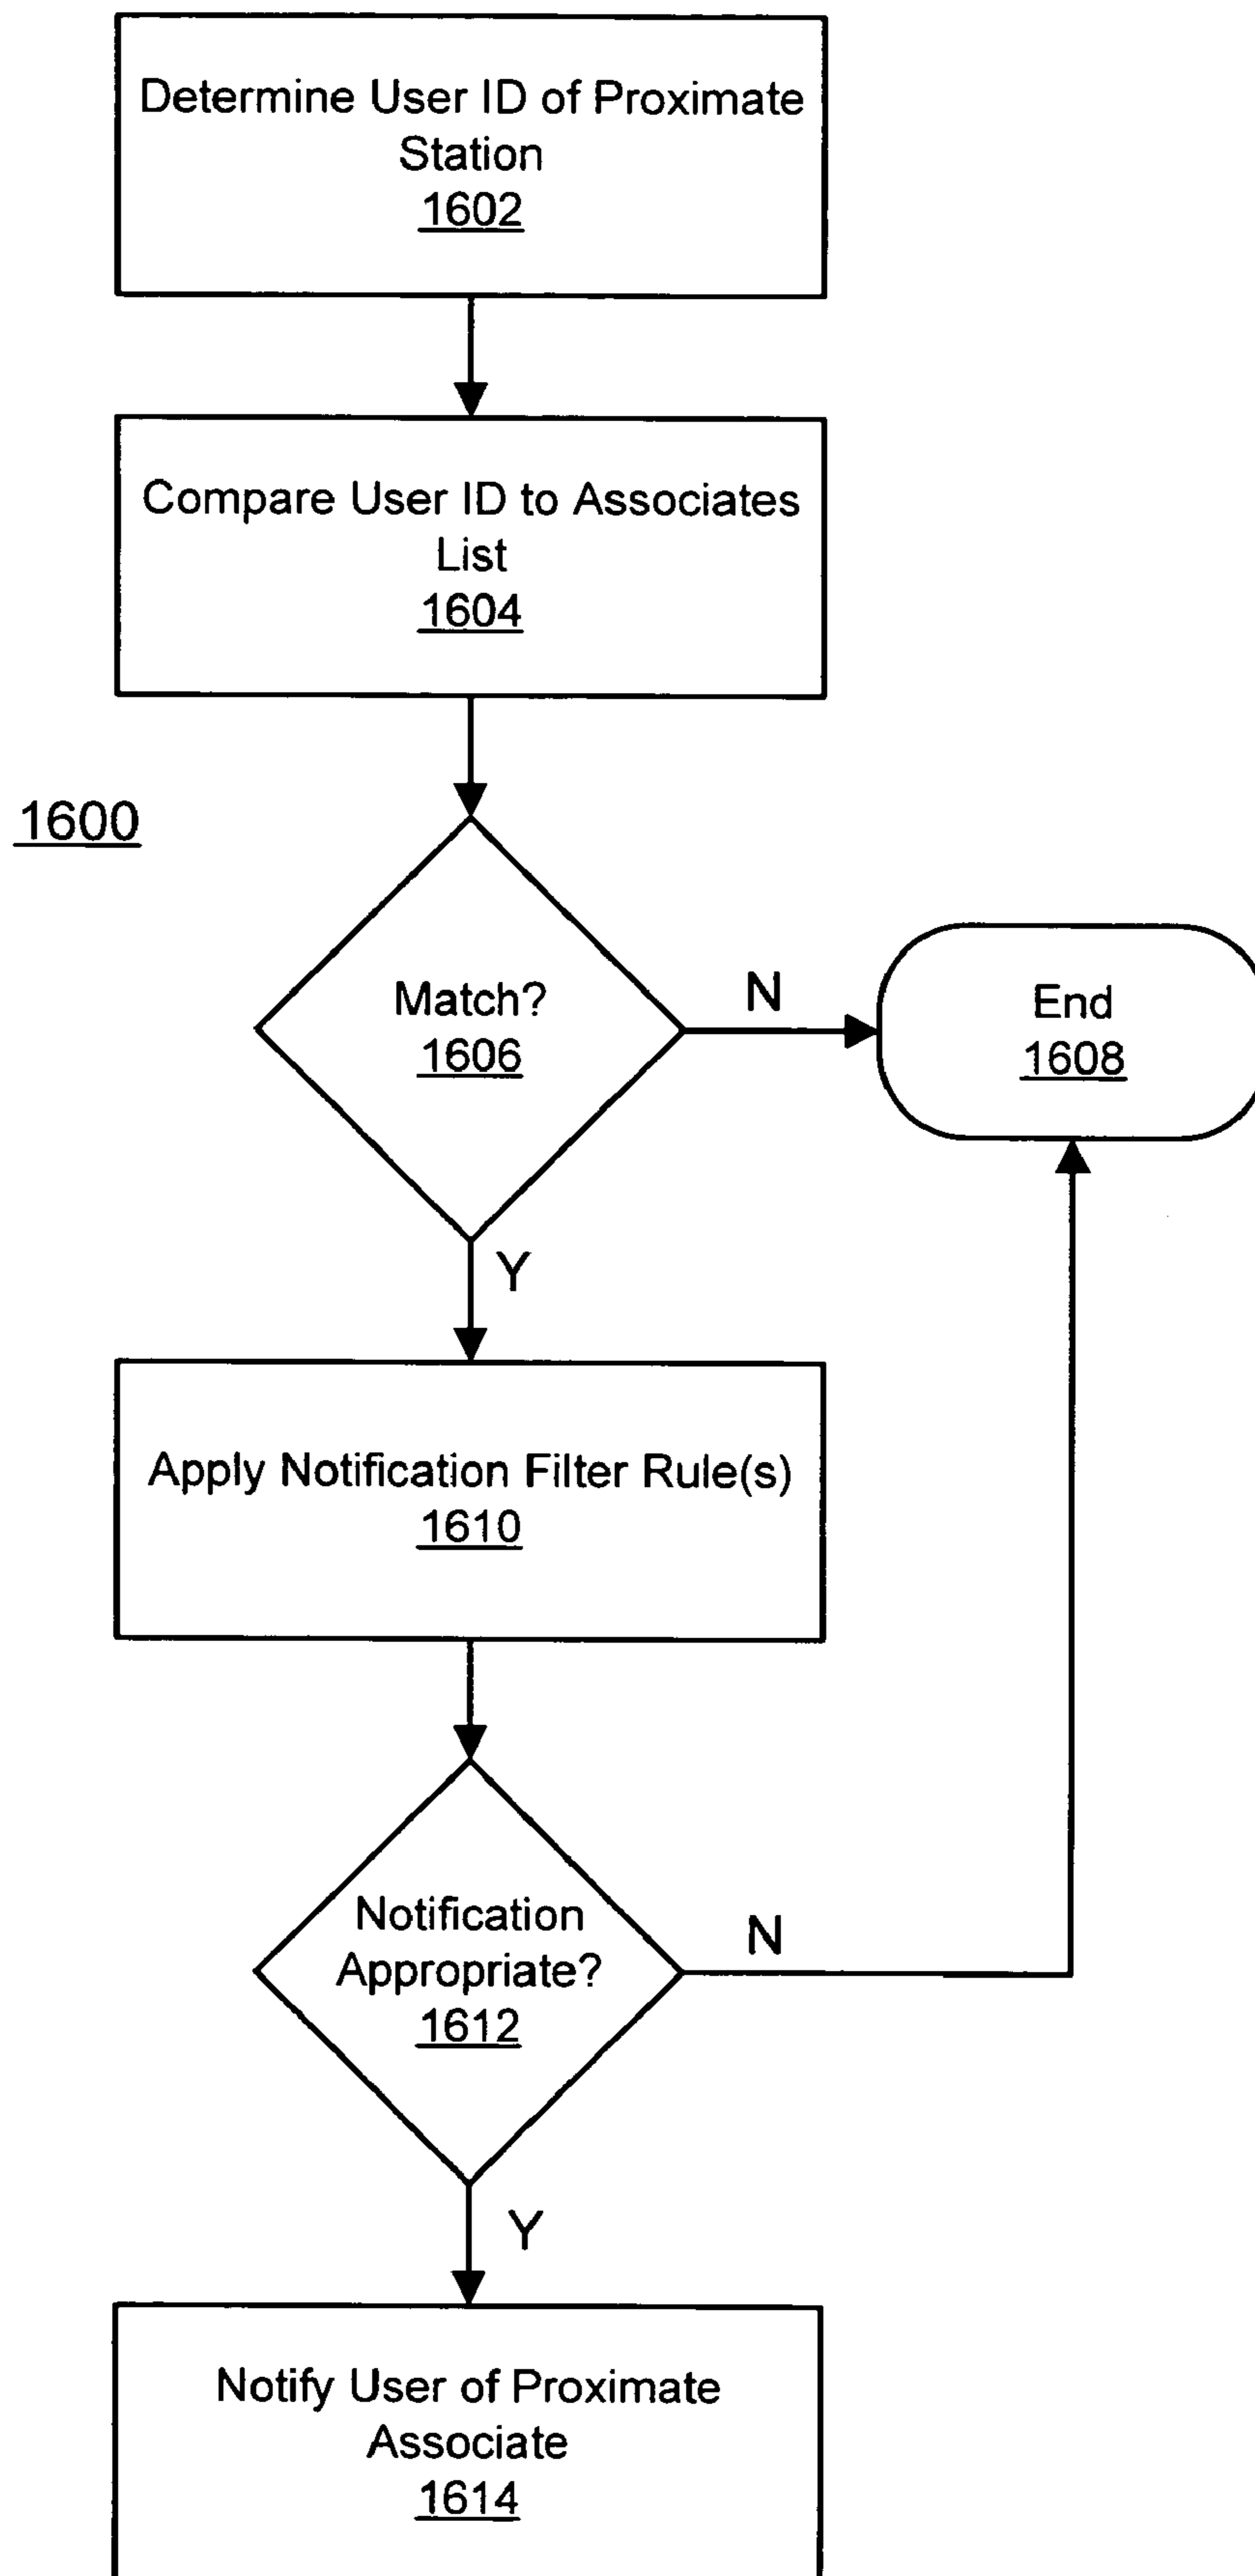 Determine User ID of Proximate
Station
1602
Compare User ID to Associates
List
1604
1600
Match?
1606
N
End
1608
Y
Apply Notification Filter Rule(s)
1610
Notification
Appropriate?
1612
N
Y
Notify User of Proximate
Associate
1614